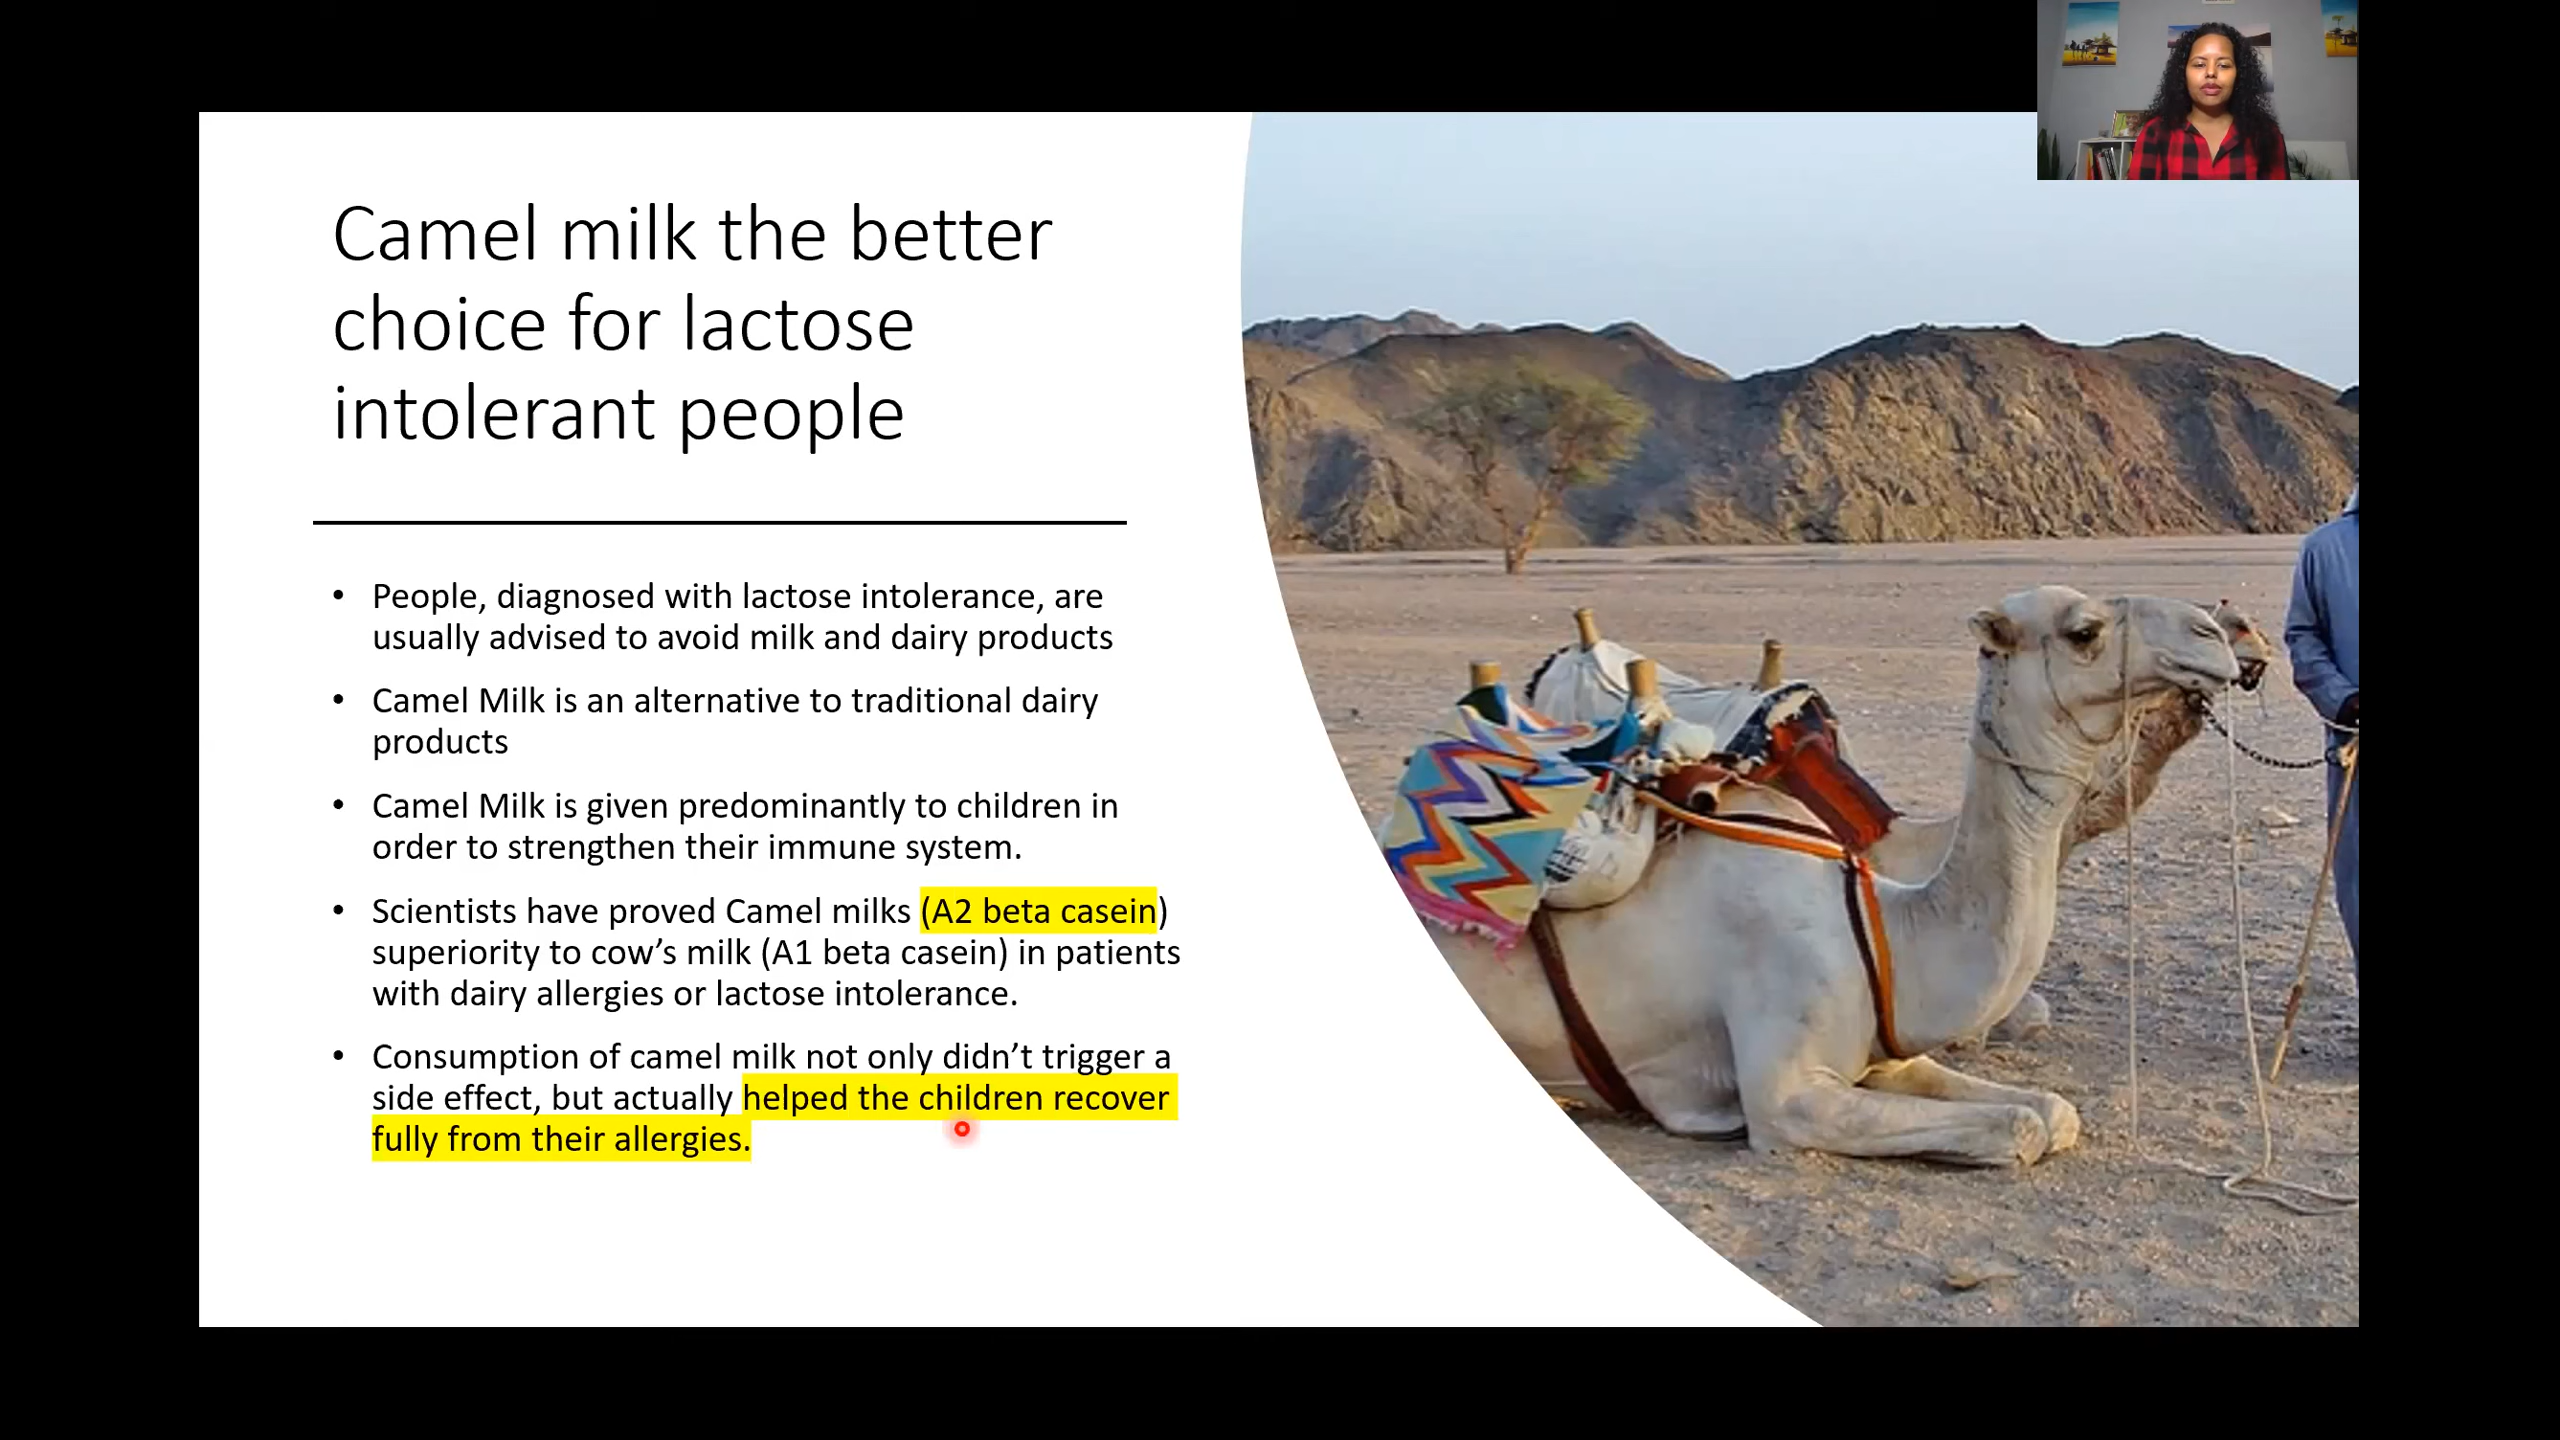 Camel milk the better
choice for lactose
intolerant people
• People, diagnosed with lactose intolerance, are
usually advised to avoid milk and dairy products
• Camel Milk is an alternative to traditional dairy
products
• Camel Milk is given predominantly to children in
order to strengthen their immune system.
• Scientists have proved Camel milks (A2 beta casein)
superiority to cow’s milk (A1 beta casein) in patients
with dairy allergies or lactose intolerance.
• Consumption of camel milk not only didn’t trigger a
side effect, but actually helped the children recover
fully from their allergies.